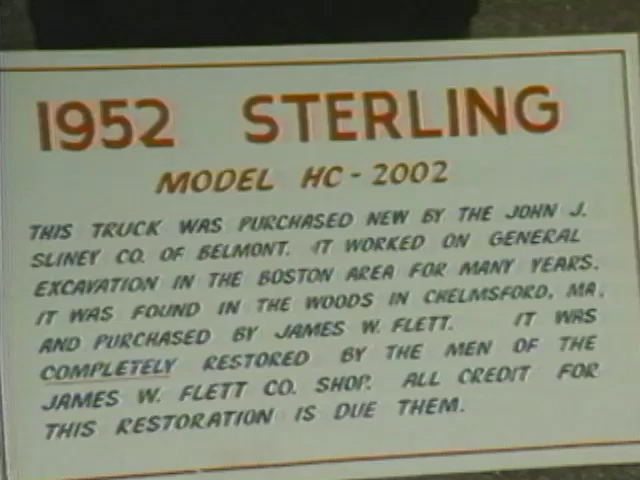 1952 STERLING
MODEL HC-2002
THIS TRUCK WAS PURCHASED NEW BY THE JOHN J.
SLINEY CO. OF BELMONT. IT WORKED ON GENERAL
EXCAVATION IN THE BOSTON AREA FOR MANY YEARS.
IT WAS FOUND IN THE WOODS IN CHELMSFORD, MA.
AND PURCHASED BY JAMES W. FLETT. IT WAS
COMPLETELY RESTORED BY THE MEN OF THE
JAMES W. FLETT CO. SHOP. ALL CREDIT FOR
THIS RESTORATION IS DUE THEM.